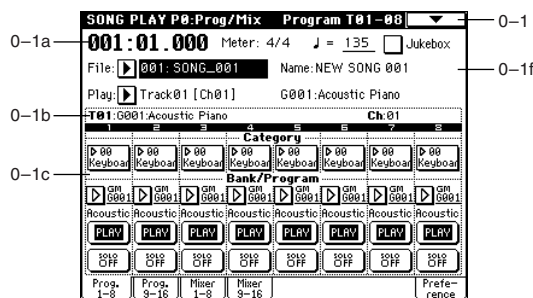 SONG PLAY P0:Prog/Mix Program T01-08
0-1
0-1a
001:01.000 Meter: 4/4 ♩ = 135 Jukebox
File: 001: SONG_001 Name:NEW SONG 001
0-1f
Play: Track01 [Ch01] G001:Acoustic Piano
0-1b
T01:G001:Acoustic Piano Ch:01
1 2 3 4 5 6 7 8
Category
00 00 00 00 00 00 00 00
Keyboar Keyboar Keyboar Keyboar Keyboar Keyboar Keyboar Keyboar
0-1c
Bank/Program
GM GM GM GM GM GM GM GM
G001 G001 G001 G001 G001 G001 G001 G001
Acoustic Acoustic Acoustic Acoustic Acoustic Acoustic Acoustic Acoustic
PLAY PLAY PLAY PLAY PLAY PLAY PLAY PLAY
SOLO SOLO SOLO SOLO SOLO SOLO SOLO SOLO
OFF OFF OFF OFF OFF OFF OFF OFF
Prog. Prog. Mixer Mixer Prefe-
1-8 9-16 1-8 9-16 rence